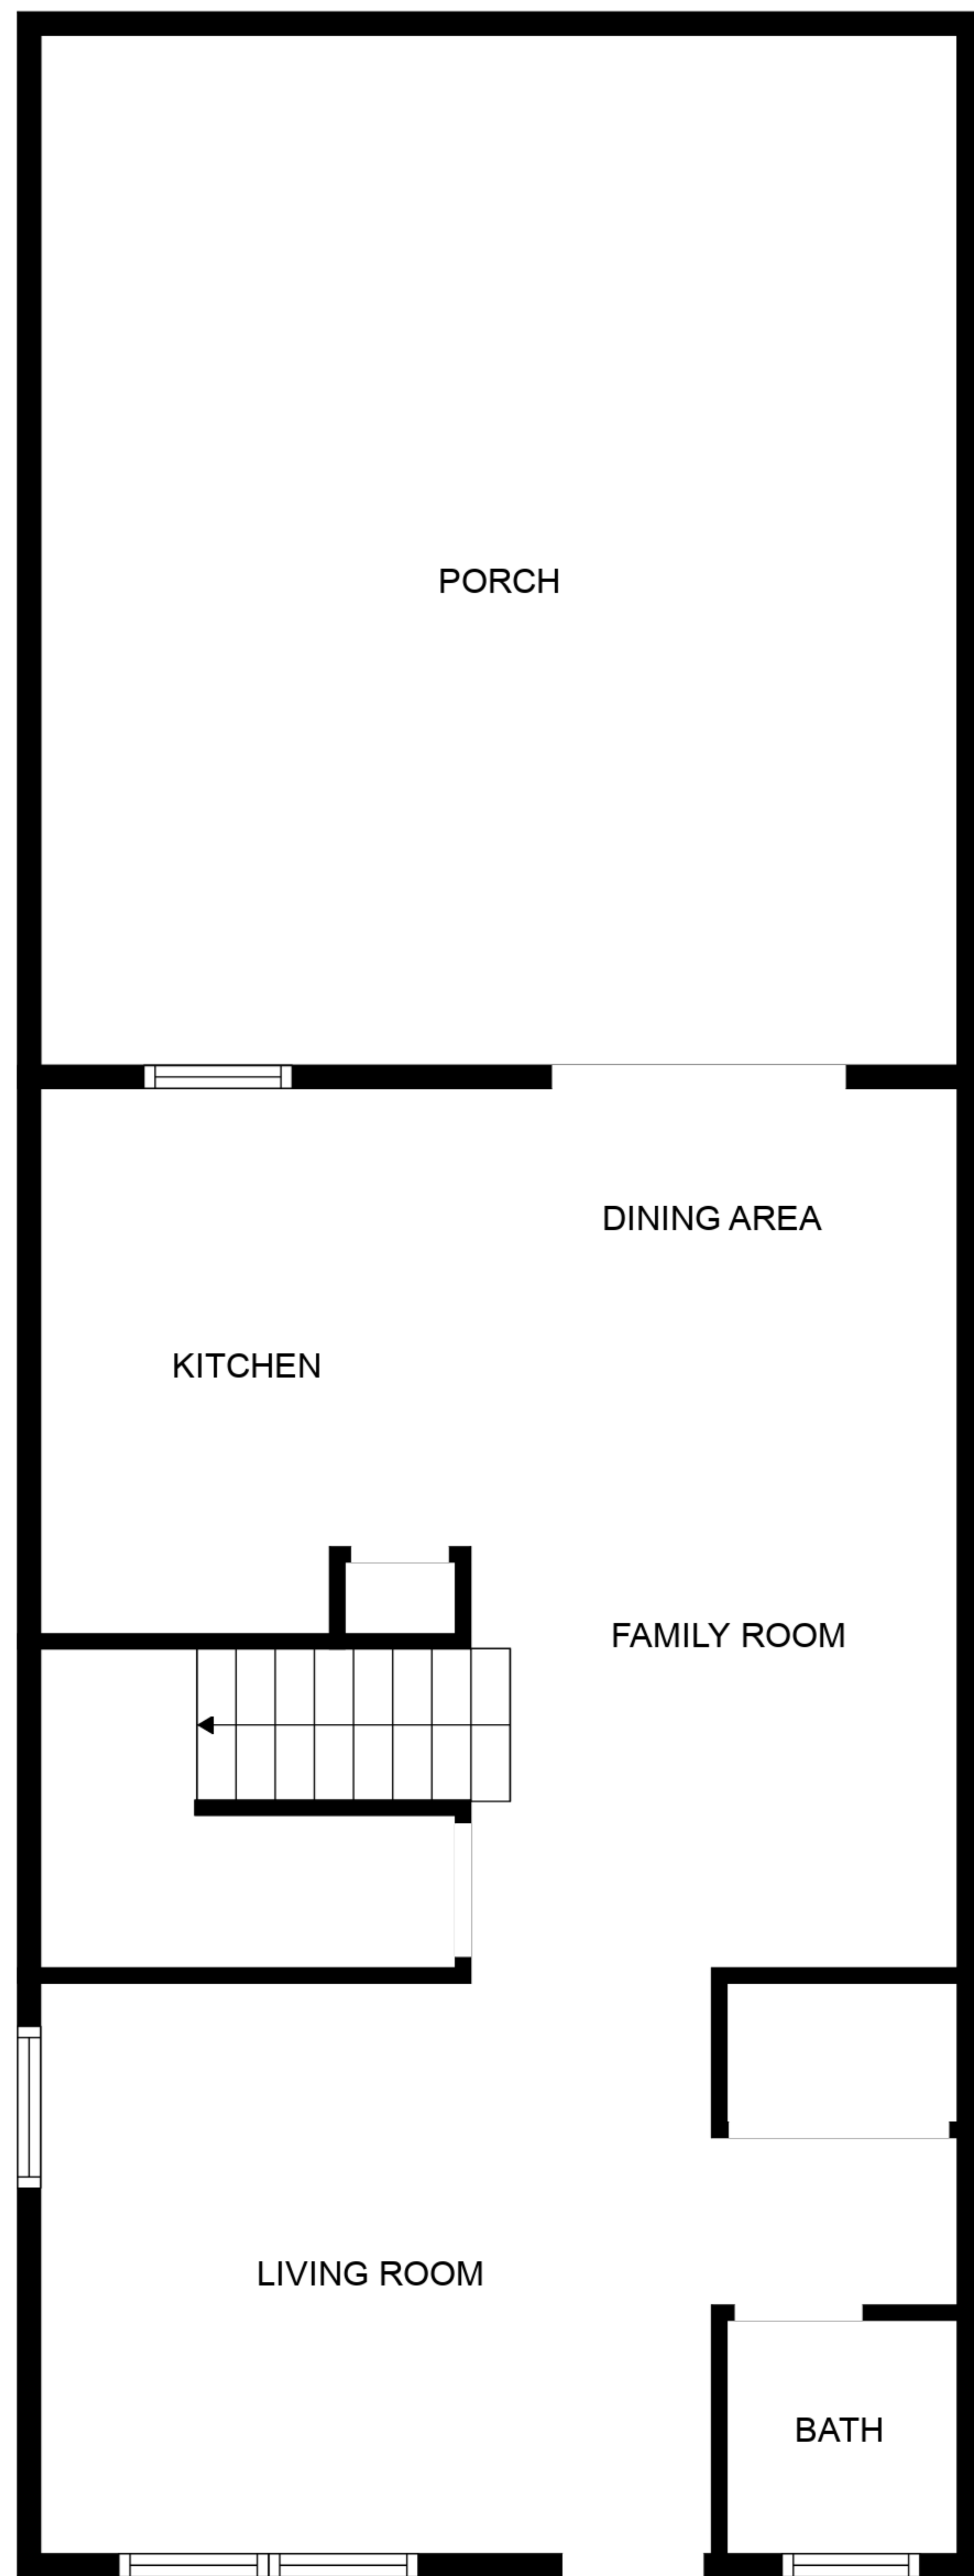 PORCH
DINING AREA
KITCHEN
FAMILY ROOM
LIVING ROOM
BATH